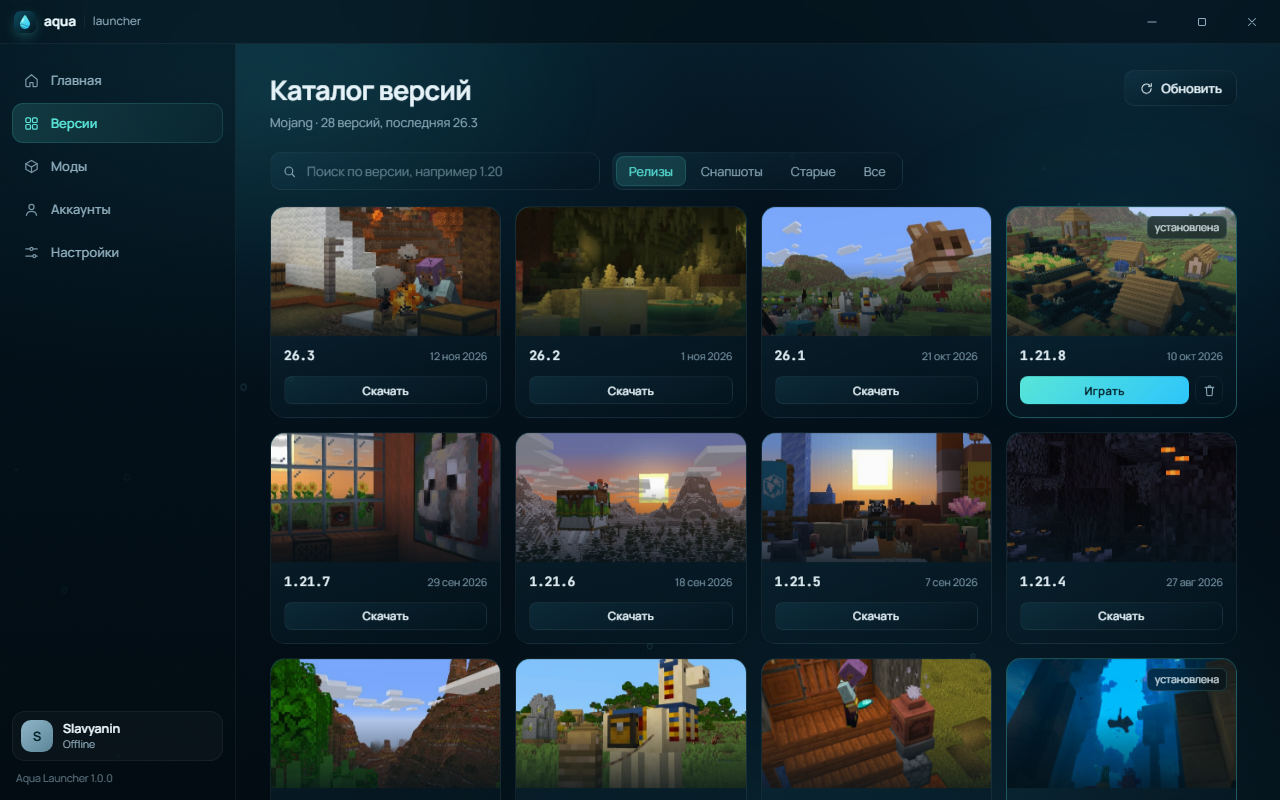 aqua launcher
Главная
Версии
Моды
Аккаунты
Настройки
Slavyanin
Offline
Aqua Launcher 1.0.0
Каталог версий
Mojang · 28 версий, последняя 26.3
Обновить
Поиск по версии, например 1.20
Релизы Снапшоты Старые Все
установлена
26.3 12 ноя 2026
Скачать
26.2 1 ноя 2026
Скачать
26.1 21 окт 2026
Скачать
1.21.8 10 окт 2026
Играть
1.21.7 29 сен 2026
Скачать
1.21.6 18 сен 2026
Скачать
1.21.5 7 сен 2026
Скачать
1.21.4 27 авг 2026
Скачать
установлена